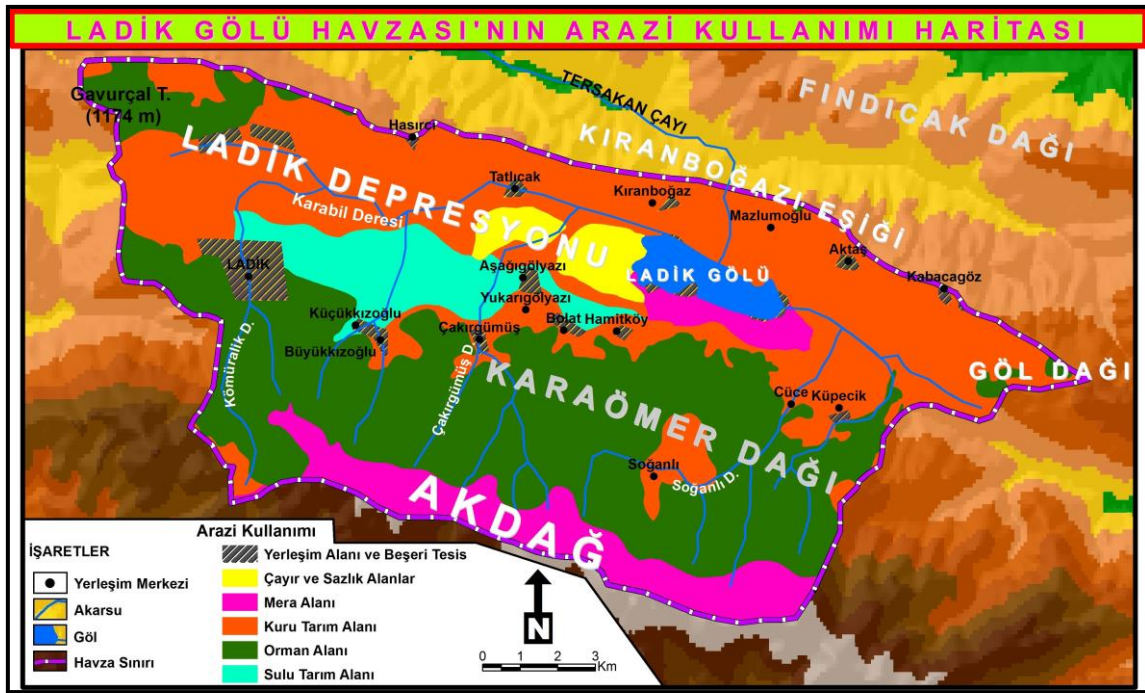 LADİK GÖLÜ HAVZASI'NIN ARAZİ KULLANIMI HARİTASI
TERSAKAN ÇAYI
FINDICAK DAĞI
Gavurçal T.
(1174 m)
Hasırcı
KIRANBOĞAZI EŞİĞİ
LADİK DEPRESYONU
Tatlıcak
Kıranboğaz
Karabil Deresi
Mazlumoğlu
Aktaş
LADİK
Aşağıgölyazı
LADİK GÖLÜ
Kabacagöz
Yukarıgölyazı
Küçükkızoğlu
Büyükkızoğlu
Çakırgümüş
Bolat
Hamitköy
Kömüralik D.
Çakırgümüş D.
KARAÖMER DAĞI
GÖL DAĞI
Cüce
Küpecik
Soğanlı
Soğanlı D.
AKDAĞ
İŞARETLER
Yerleşim Merkezi
Akarsu
Göl
Havza Sınırı
Arazi Kullanımı
Yerleşim Alanı ve Beşeri Tesis
Çayır ve Sazlık Alanlar
Mera Alanı
Kuru Tarım Alanı
Orman Alanı
Sulu Tarım Alanı
N
0 1 2 3
Km